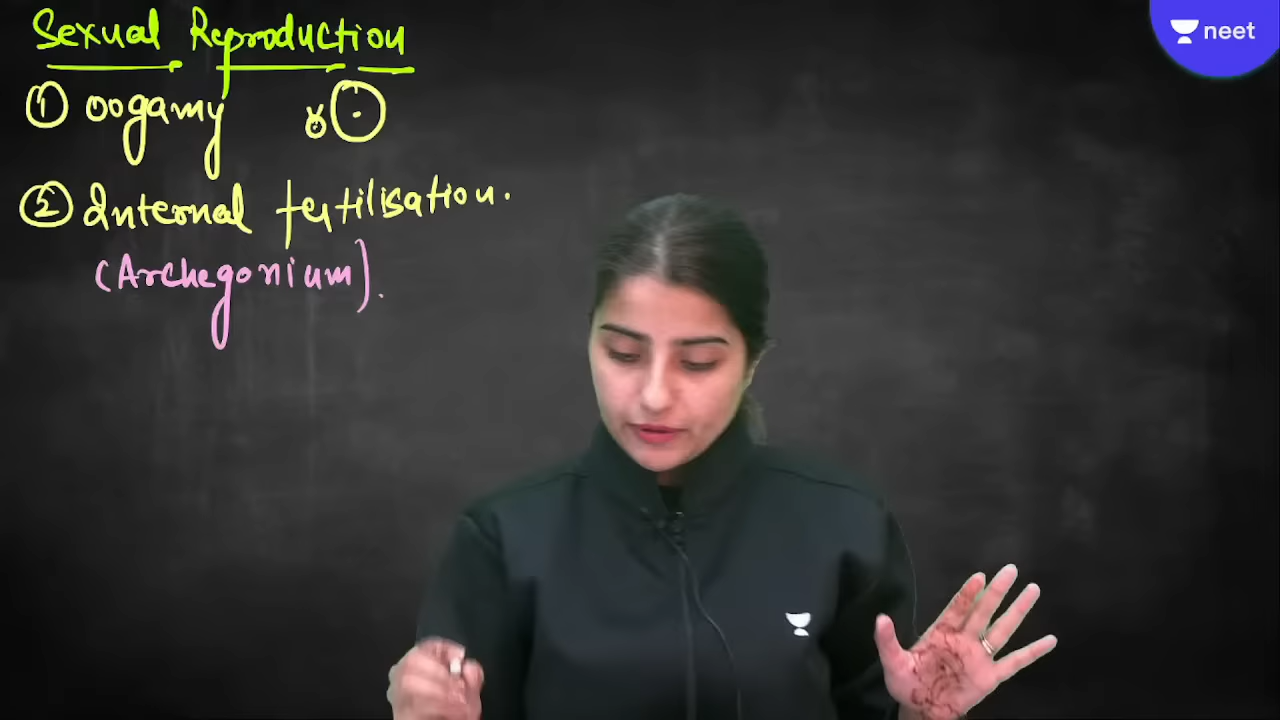 Sexual Reproduction
① oogamy
② Internal fertilisation.
(Archegonium).
neet